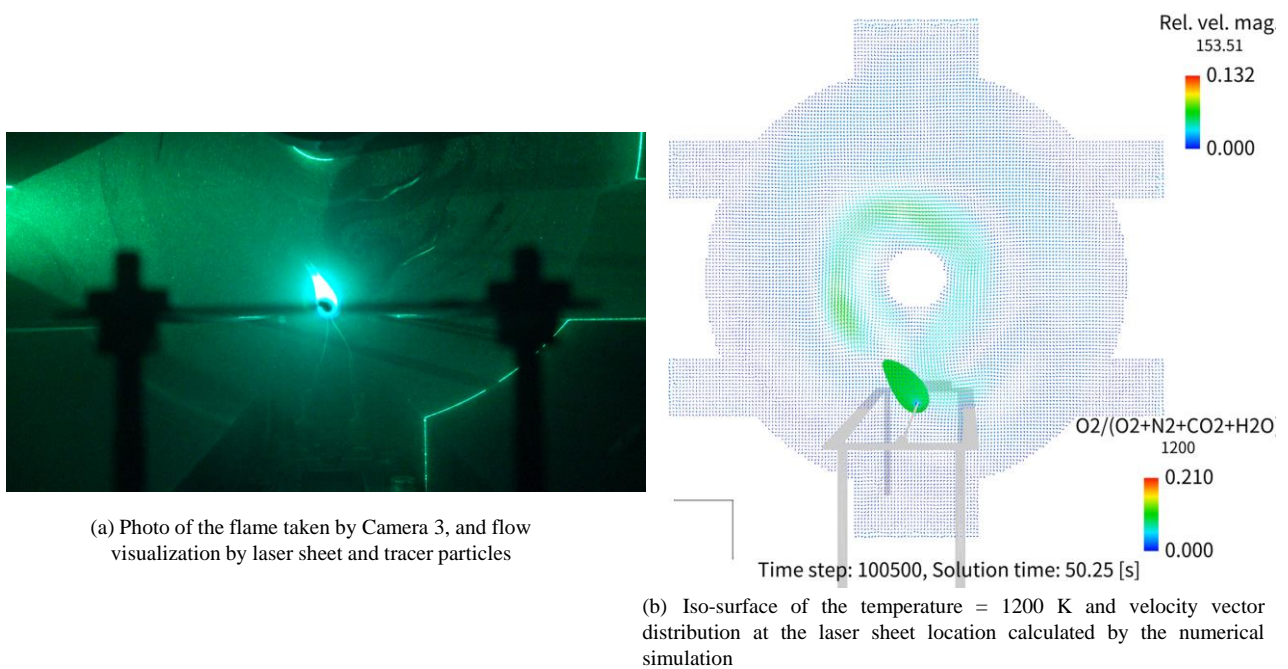 Rel. vel. mag.
153.51
0.132
0.000
O2/(O2+N2+CO2+H2O)
1200
0.210
0.000
Time step: 100500, Solution time: 50.25 [s]
(a) Photo of the flame taken by Camera 3, and flow
visualization by laser sheet and tracer particles
(b) Iso-surface of the temperature = 1200 K and velocity vector
distribution at the laser sheet location calculated by the numerical
simulation